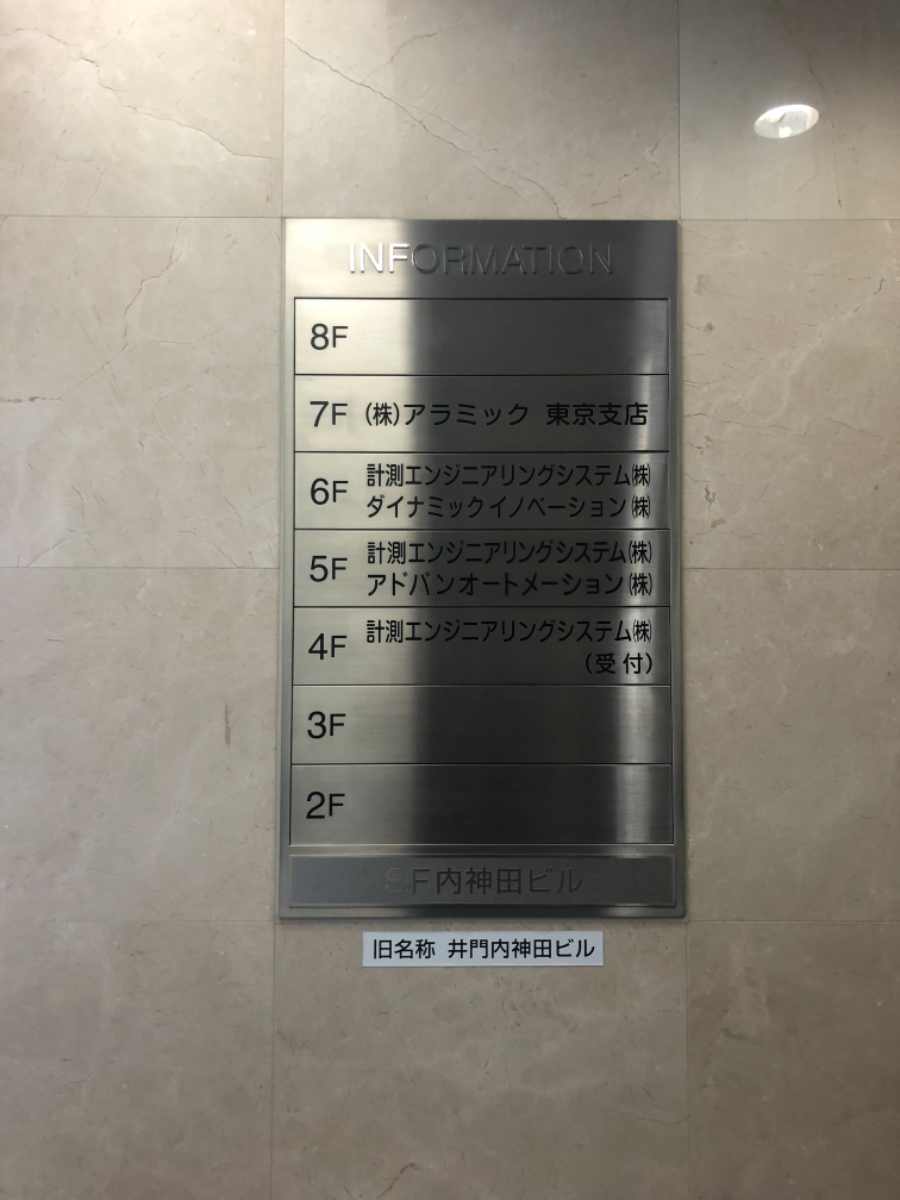 INFORMATION
8F
7F (株)アラミック 東京支店
6F 計測エンジニアリングシステム㈱
ダイナミックイノベーション㈱
5F 計測エンジニアリングシステム㈱
アドバンオートメーション㈱
4F 計測エンジニアリングシステム㈱
(受付)
3F
2F
SF内神田ビル
旧名称 井門内神田ビル